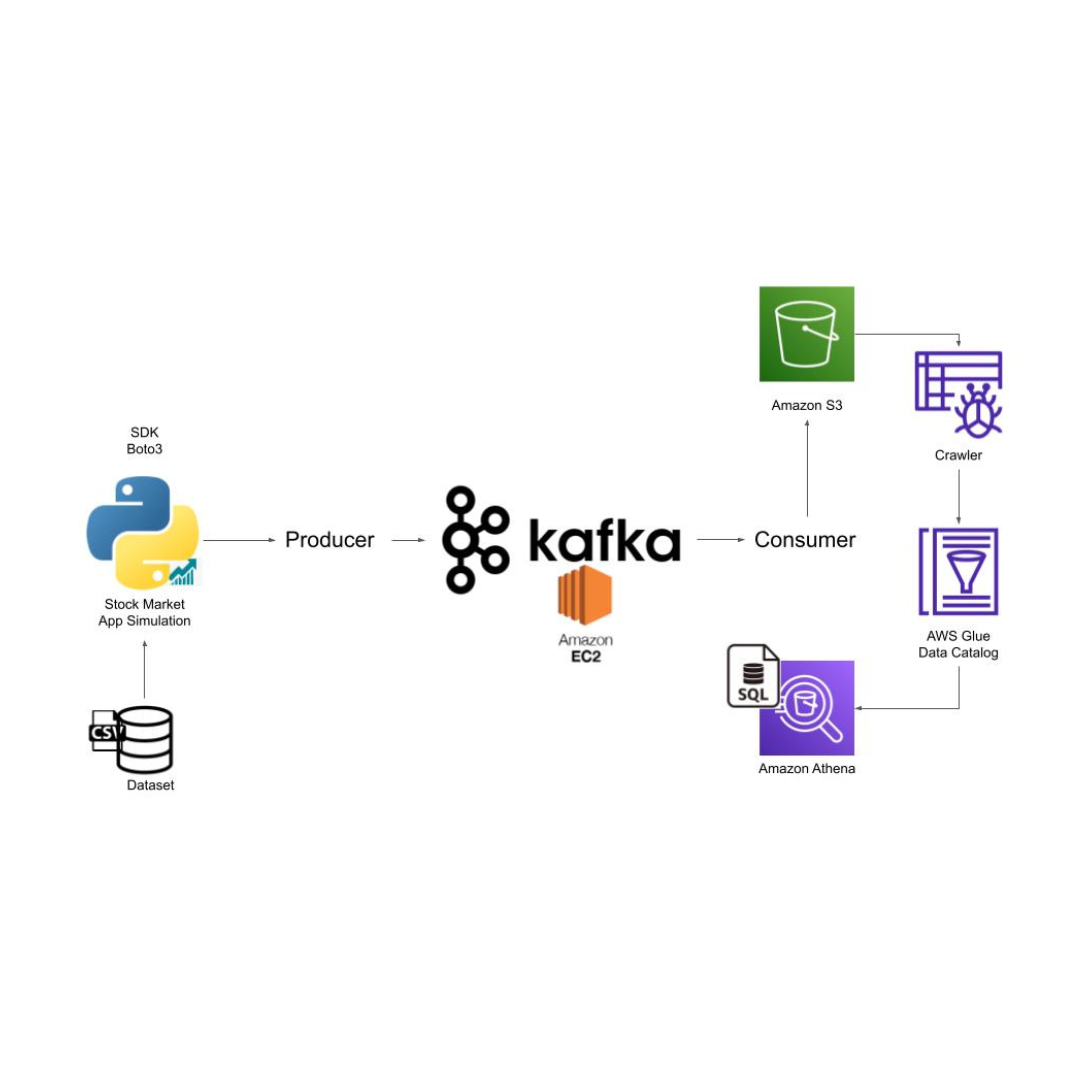 SDK
Boto3
Stock Market
App Simulation
CSV
Dataset
Producer
kafka
Amazon
EC2
Consumer
Amazon S3
Crawler
AWS Glue
Data Catalog
SQL
Amazon Athena